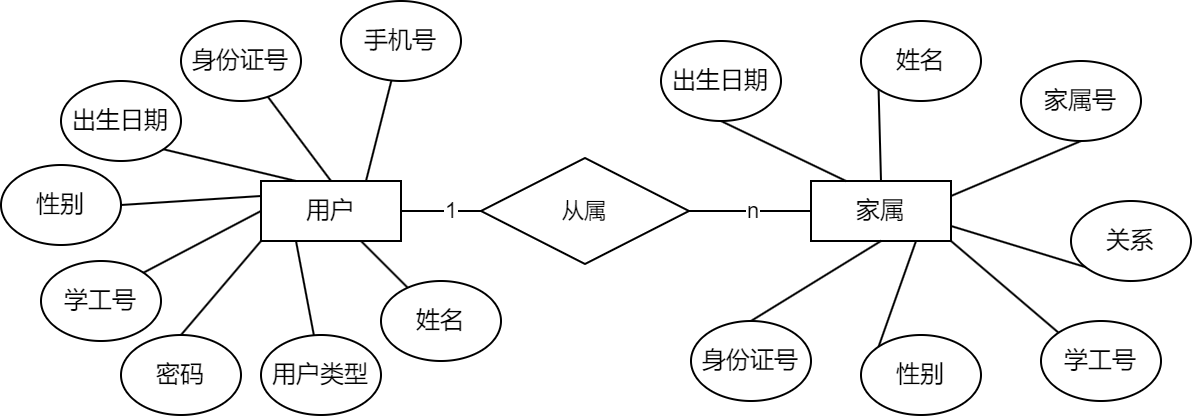 手机号
身份证号
姓名
出生日期
家属号
出生日期
性别
用户
1
从属
n
家属
关系
学工号
姓名
身份证号
学工号
密码
用户类型
性别